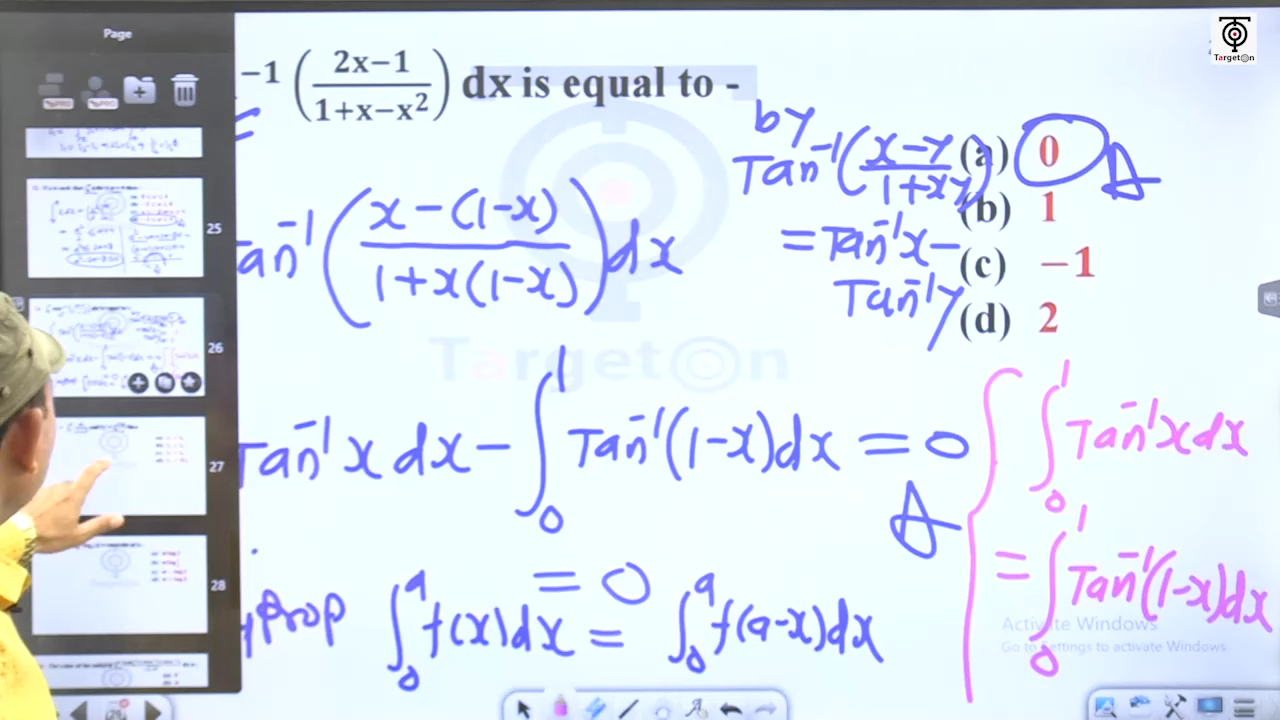 Page
TargetOn
-1 (2x-1 / 1+x-x²) dx is equal to -
by
Tan⁻¹(x-y / 1+xy)
= Tan⁻¹x -
Tan⁻¹y
(a) 0 A
(b) 1
(c) -1
(d) 2
an⁻¹ (x-(1-x) / 1+x(1-x)) dx
TargetOn
Tan⁻¹x dx - ∫₀¹ Tan⁻¹(1-x)dx = 0
A
= 0
Prop ∫₀ᵃ f(x)dx = ∫₀ᵃ f(a-x)dx
∫₀¹ Tan⁻¹x dx
= ∫₀¹ Tan⁻¹(1-x)dx
Activate Windows
Go to Settings to activate Windows.
25
26
27
28